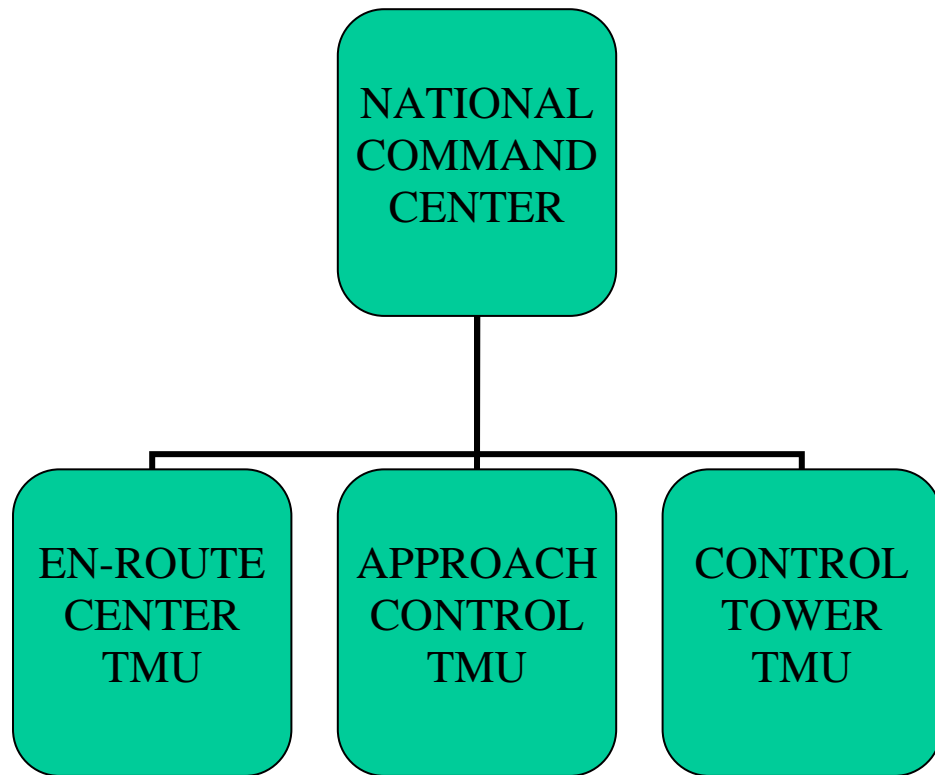 NATIONAL
COMMAND
CENTER
EN-ROUTE
CENTER
TMU
APPROACH
CONTROL
TMU
CONTROL
TOWER
TMU